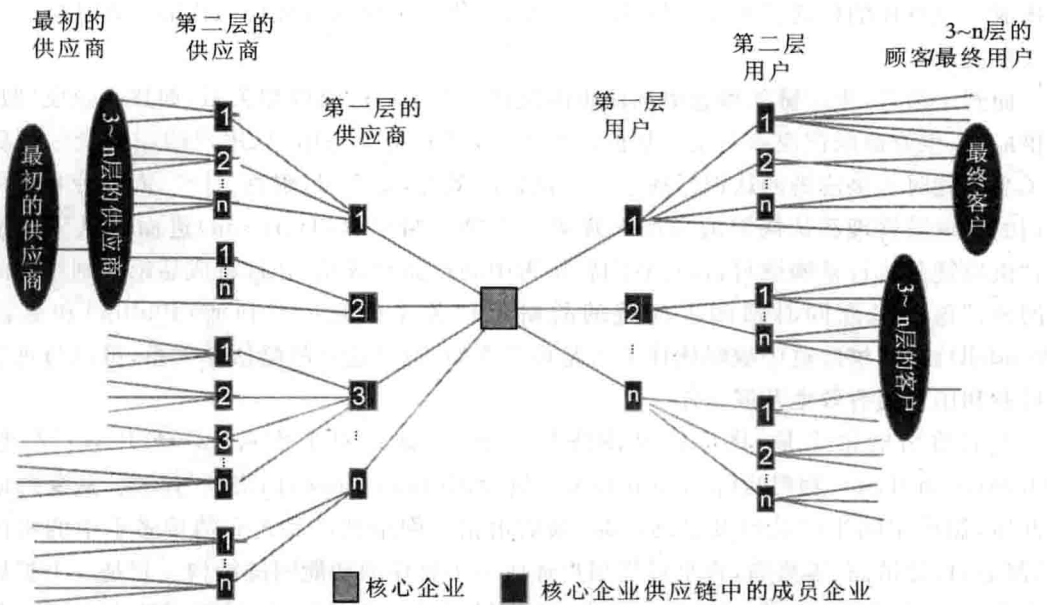 最初的
供应商
第二层的
供应商
第一层的
供应商
第一层
用户
第二层
用户
3~n层的
顾客/最终用户
最初的供应商
3~n层的供应商
1
2
⋮
n
1
n
1
2
3
⋮
n
1
2
⋮
n
1
2
3
⋮
n
1
2
⋮
n
1
2
n
1
⋮
n
1
2
⋮
n
最终客户
3~n层的客户
核心企业
核心企业供应链中的成员企业